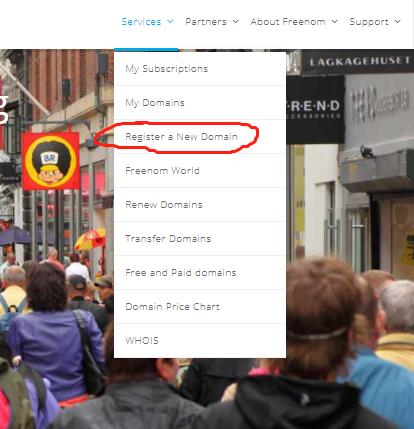 Services
Partners
About Freenom
Support
My Subscriptions
My Domains
Register a New Domain
Freenom World
Renew Domains
Transfer Domains
Free and Paid domains
Domain Price Chart
WHOIS
g
LAGKAGEHUSET
TREND
ACCESSORIES
BR